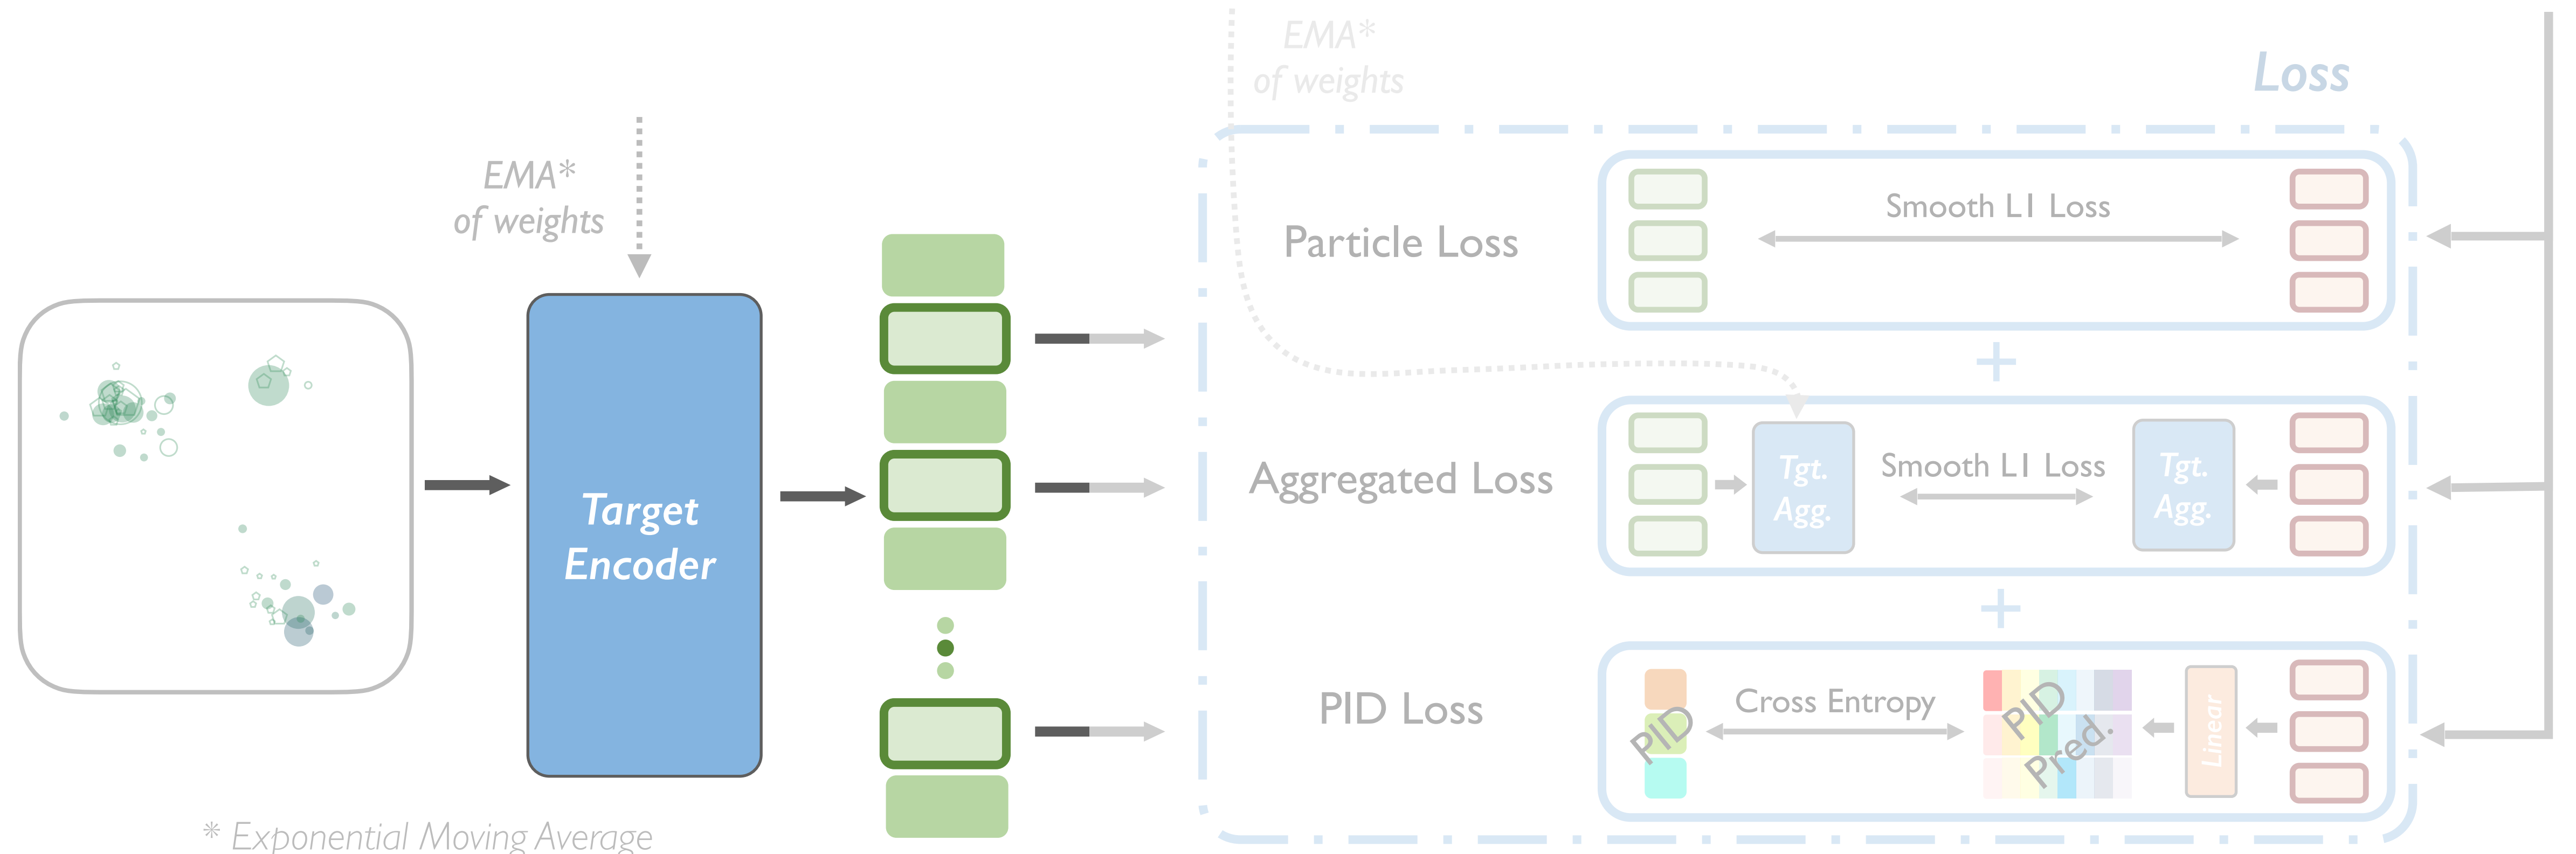 EMA*
of weights
Loss
EMA*
of weights
Particle Loss
Smooth L1 Loss
Target
Encoder
Aggregated Loss
Tgt.
Agg.
Smooth L1 Loss
Tgt.
Agg.
PID Loss
PID
Cross Entropy
PID
Pred.
Linear
* Exponential Moving Average